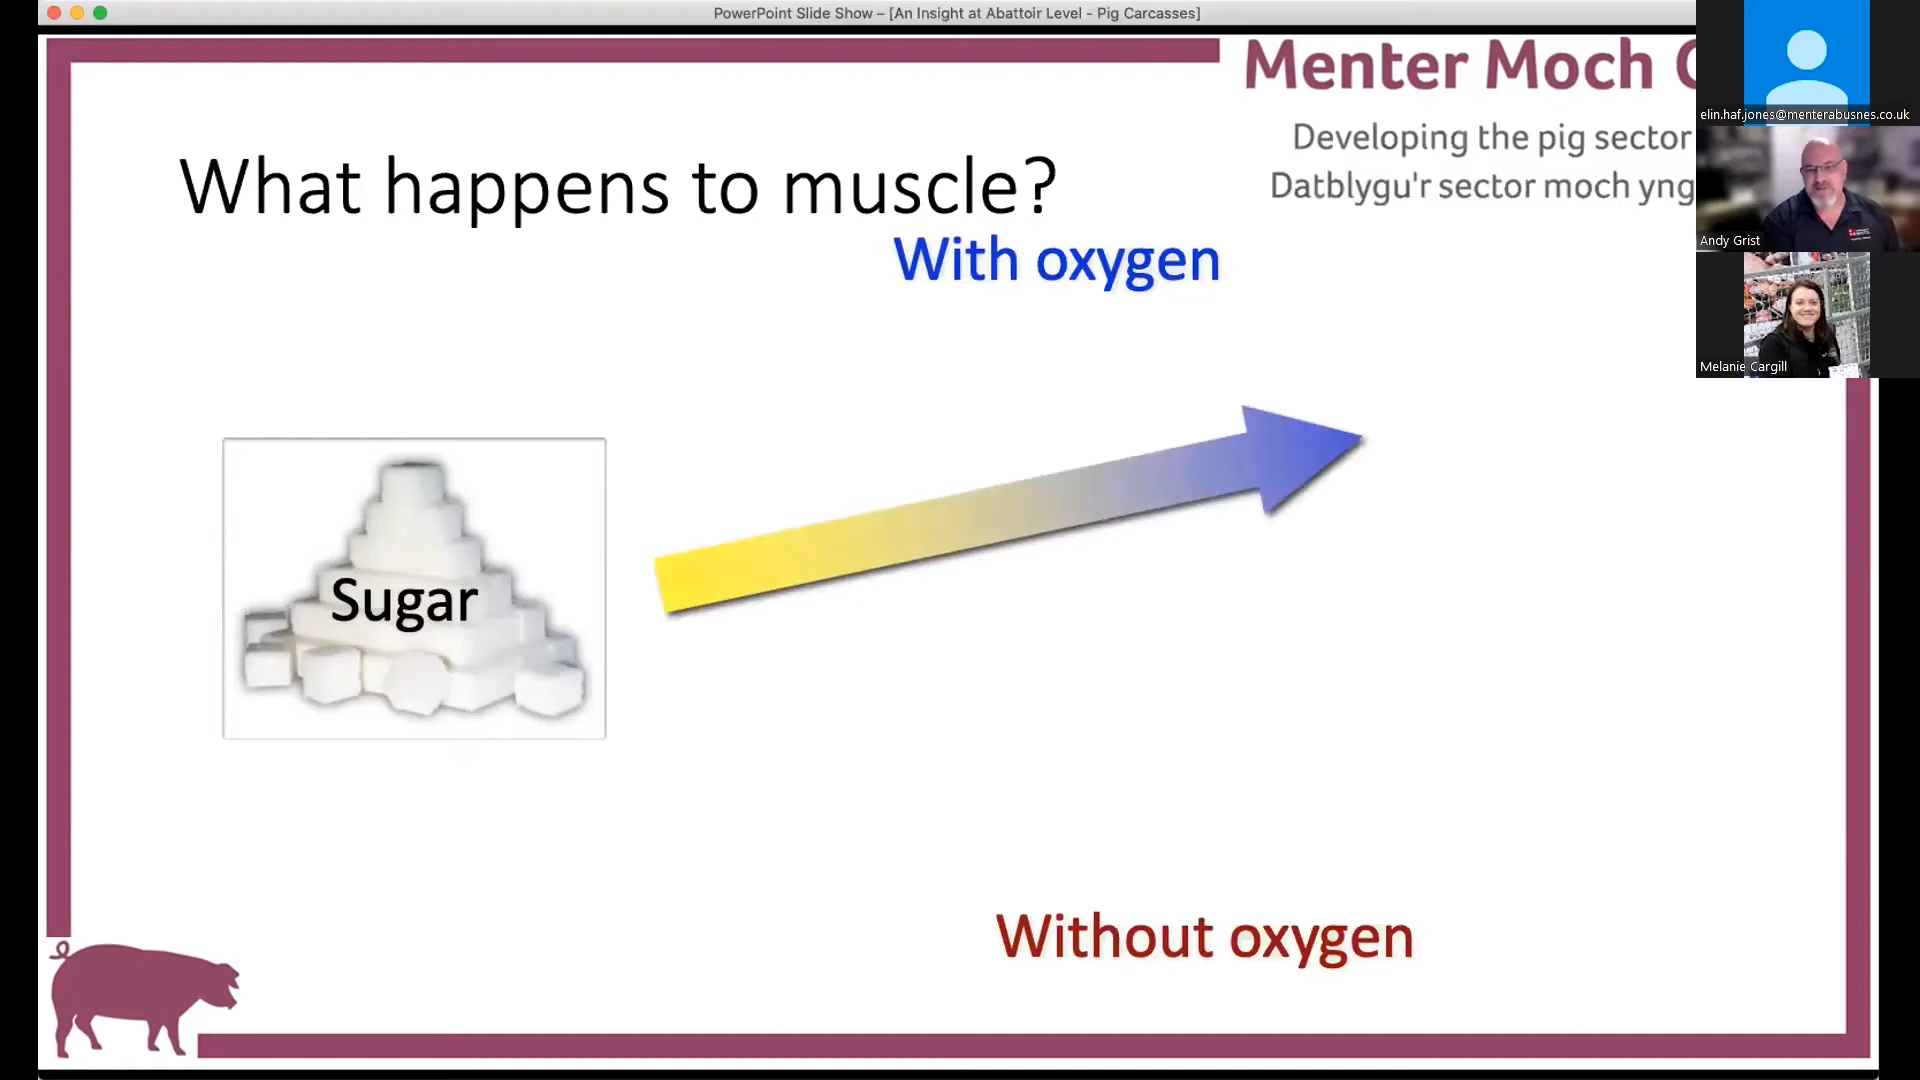 PowerPoint Slide Show – [An Insight at Abattoir Level - Pig Carcasses]
Menter Moch
Developing the pig sector
Datblygu'r sector moch yng
What happens to muscle?
With oxygen
Sugar
Without oxygen
elin.haf.jones@menterabusnes.co.uk
Andy Grist
Melanie Cargill